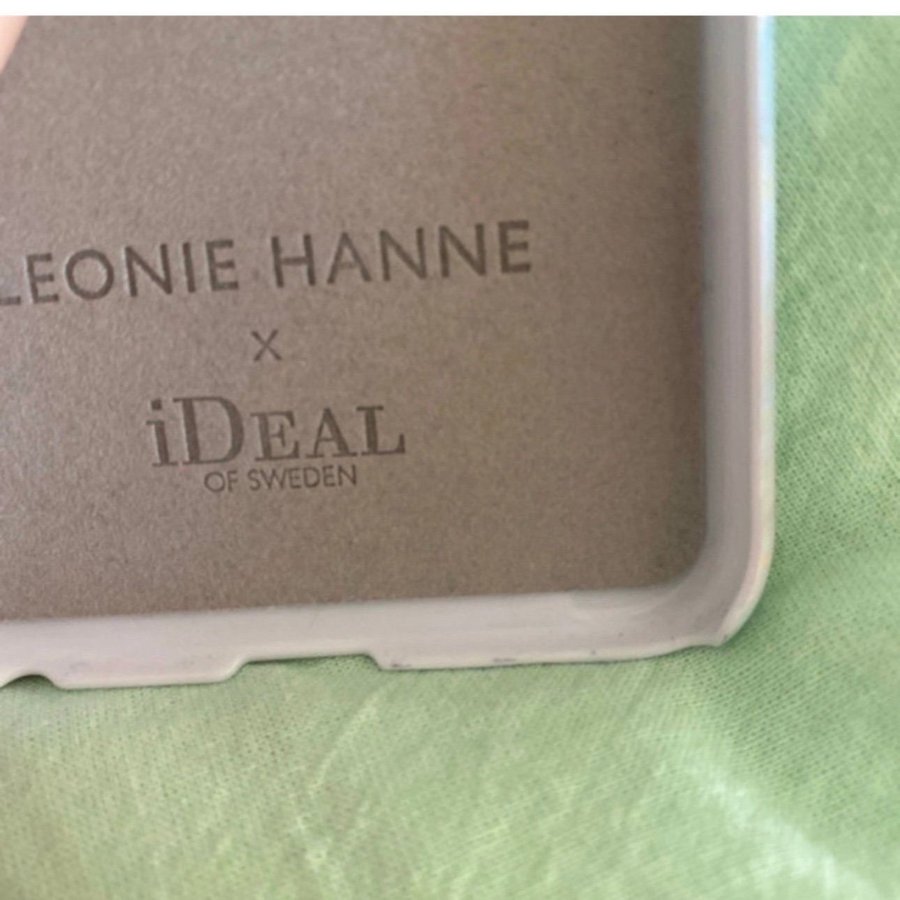 LEONIE HANNE
x
iDEAL
OF SWEDEN